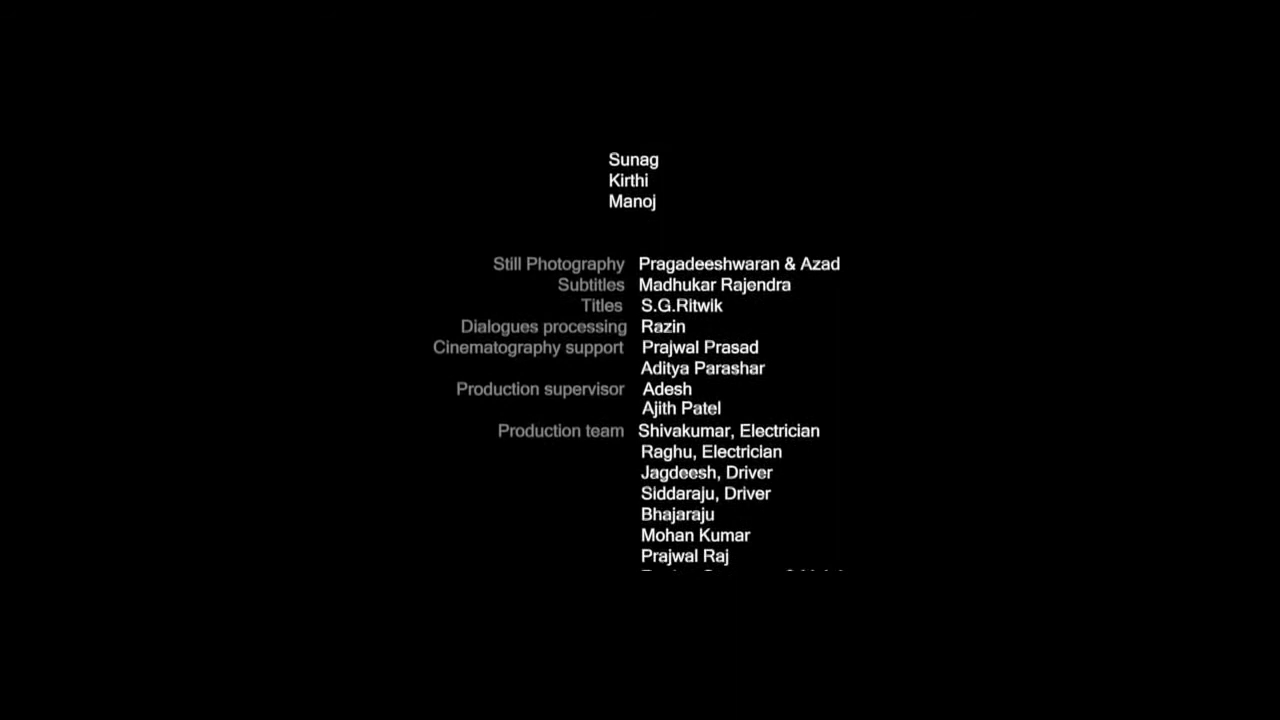 Sunag
Kirthi
Manoj
Still Photography Pragadeeshwaran & Azad
Subtitles Madhukar Rajendra
Titles S.G.Ritwik
Dialogues processing Razin
Cinematography support Prajwal Prasad
Aditya Parashar
Production supervisor Adesh
Ajith Patel
Production team Shivakumar, Electrician
Raghu, Electrician
Jagdeesh, Driver
Siddaraju, Driver
Bhajaraju
Mohan Kumar
Prajwal Raj